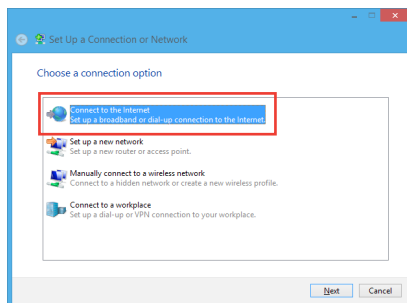 Set Up a Connection or Network
Choose a connection option
Connect to the Internet
Set up a broadband or dial-up connection to the Internet.
Set up a new network
Set up a new router or access point.
Manually connect to a wireless network
Connect to a hidden network or create a new wireless profile.
Connect to a workplace
Set up a dial-up or VPN connection to your workplace.
Next Cancel